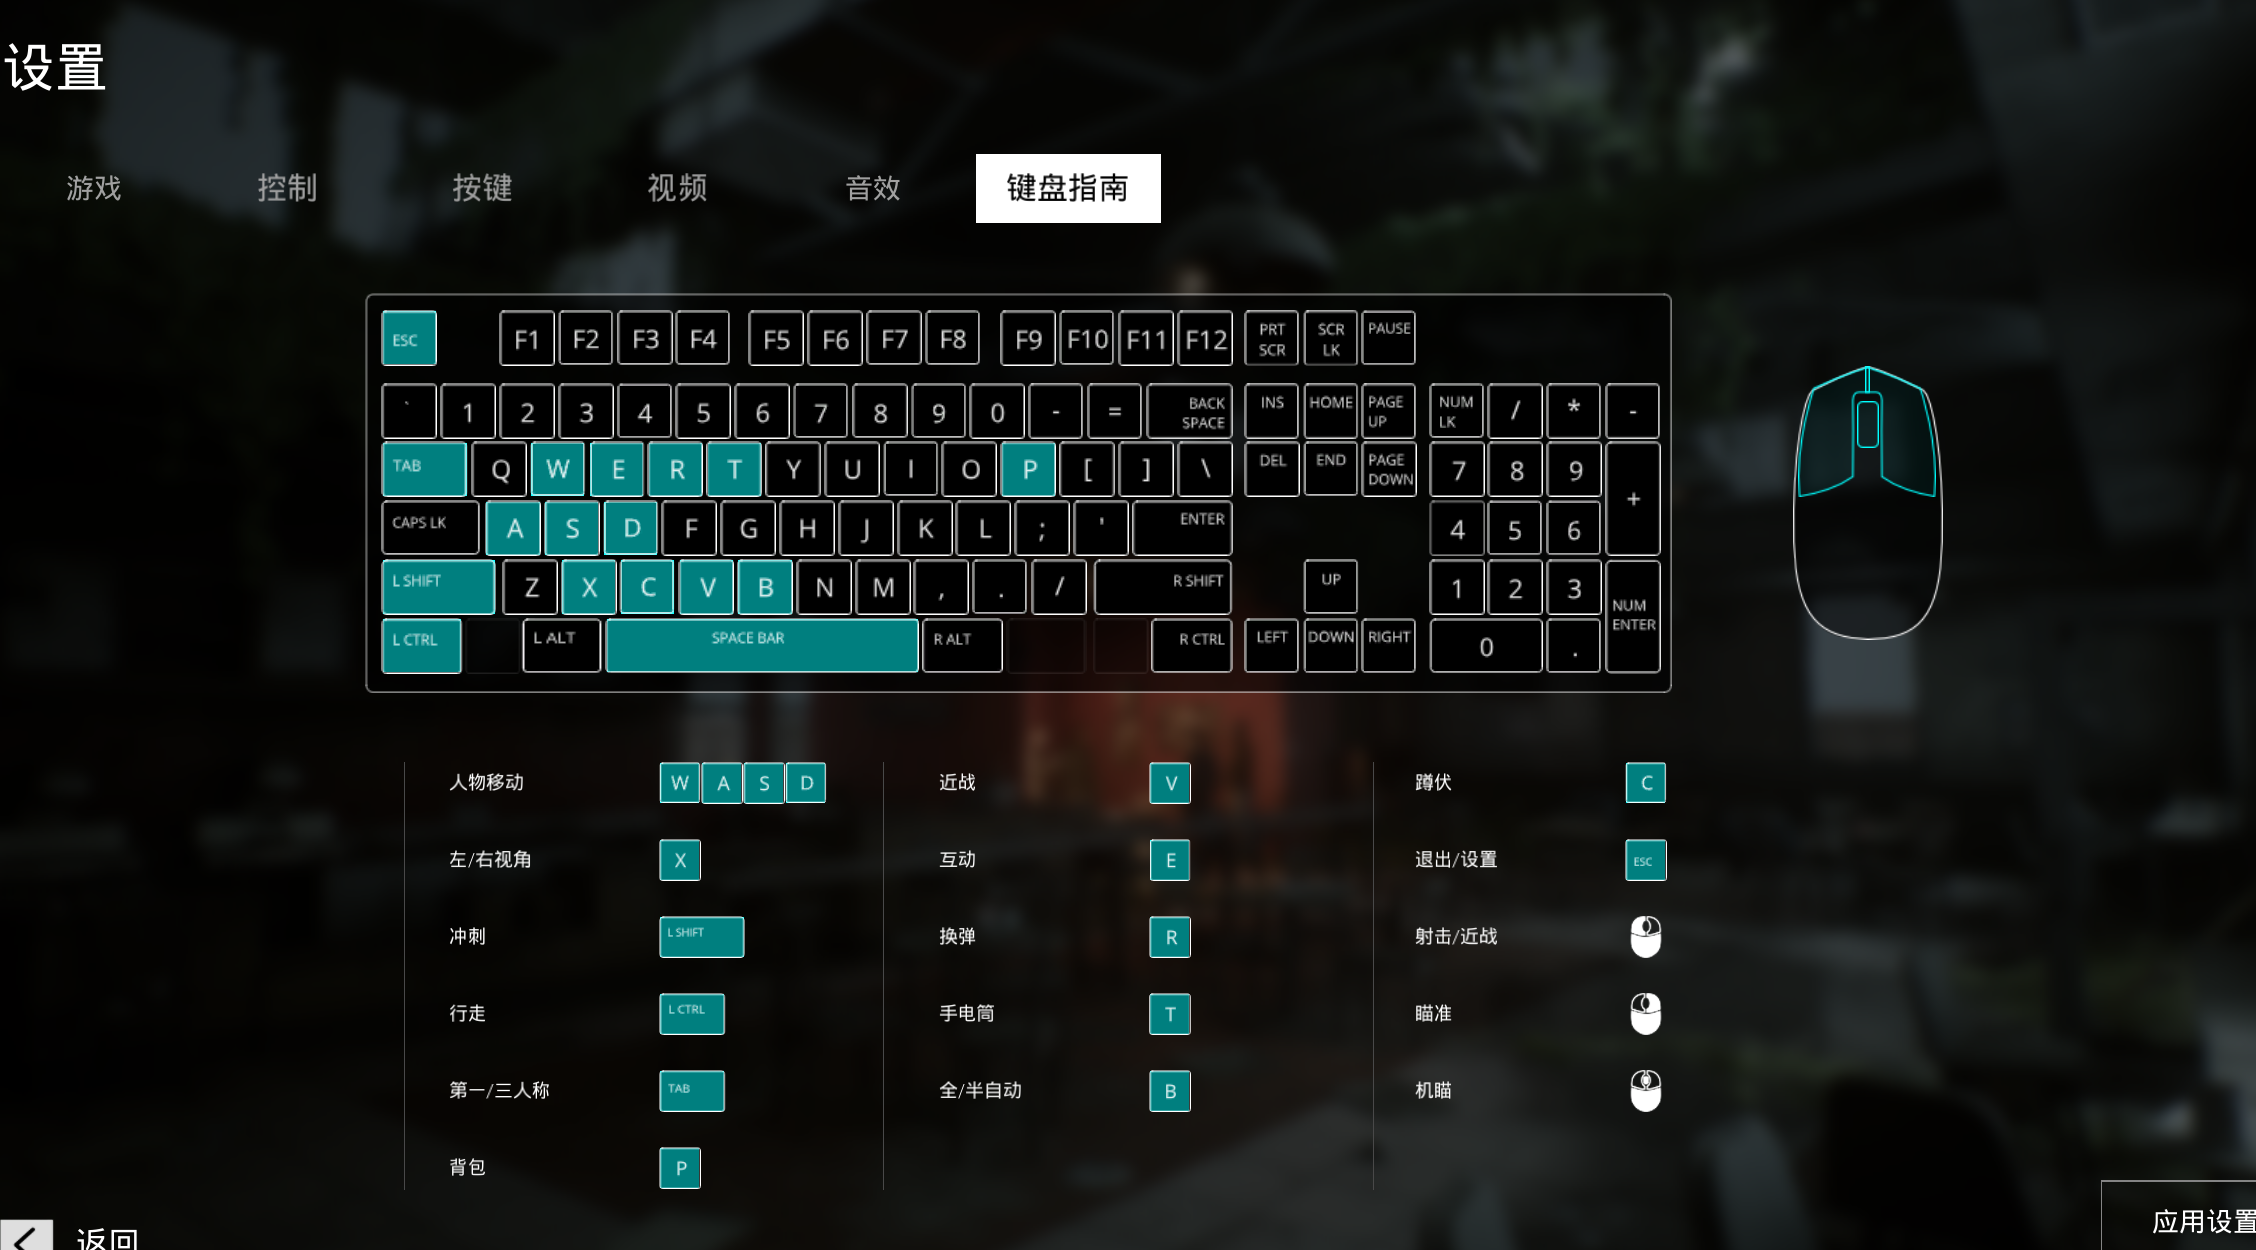 设置
游戏 控制 按键 视频 音效 键盘指南
ESC F1 F2 F3 F4 F5 F6 F7 F8 F9 F10 F11 F12 PRT SCR SCR LK PAUSE
` 1 2 3 4 5 6 7 8 9 0 - = BACK SPACE INS HOME PAGE UP NUM LK / * -
TAB Q W E R T Y U I O P [ ] \ DEL END PAGE DOWN 7 8 9 +
CAPS LK A S D F G H J K L ; ' ENTER 4 5 6
L SHIFT Z X C V B N M , . / R SHIFT UP 1 2 3 NUM ENTER
L CTRL L ALT SPACE BAR R ALT R CTRL LEFT DOWN RIGHT 0 .
人物移动 W A S D 近战 V 蹲伏 C
左/右视角 X 互动 E 退出/设置 ESC
冲刺 L SHIFT 换弹 R 射击/近战
行走 L CTRL 手电筒 T 瞄准
第一/三人称 TAB 全/半自动 B 机瞄
背包 P
返回 应用设置